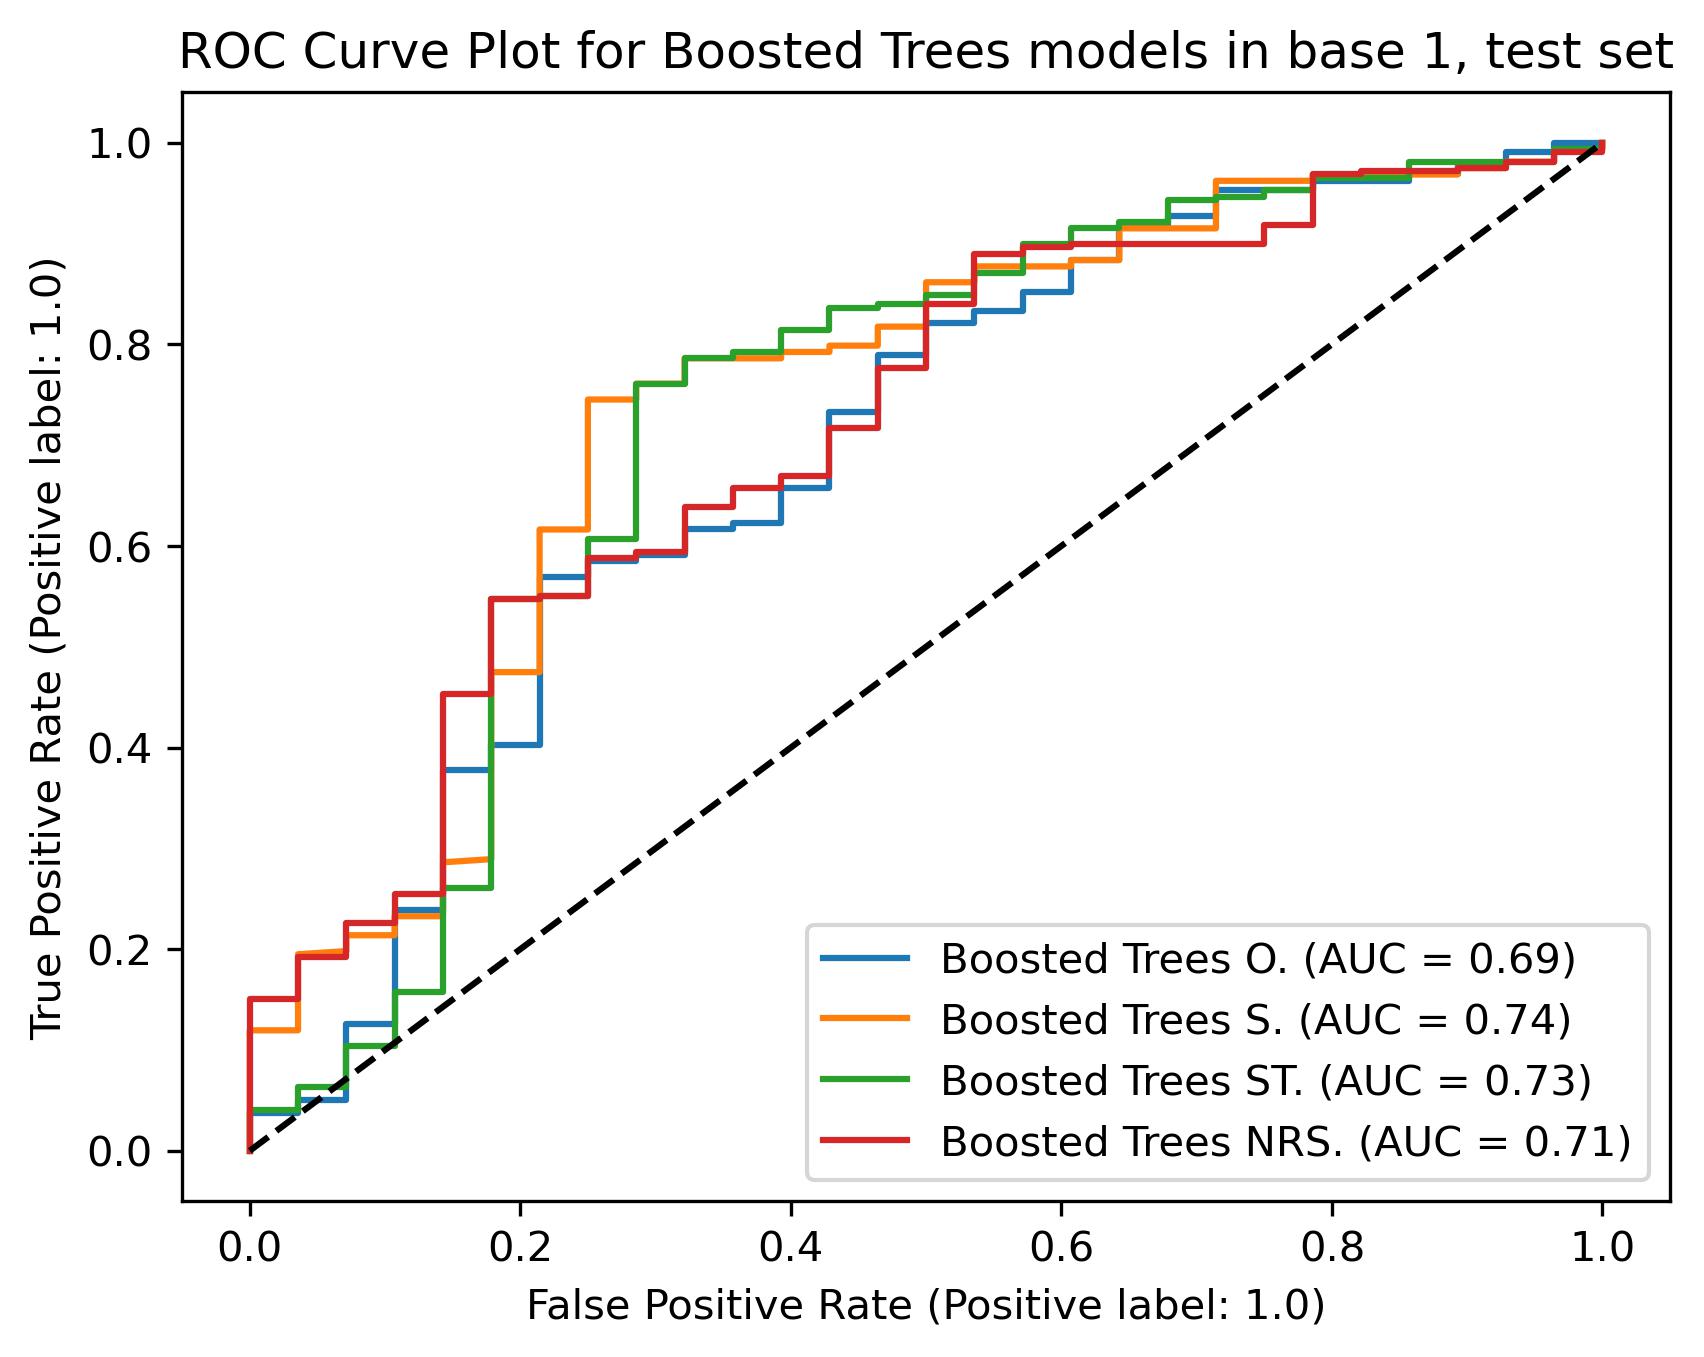 ROC Curve Plot for Boosted Trees models in base 1, test set
True Positive Rate (Positive label: 1.0)
1.0
0.8
0.6
0.4
0.2
0.0
0.0 0.2 0.4 0.6 0.8 1.0
False Positive Rate (Positive label: 1.0)
Boosted Trees O. (AUC = 0.69)
Boosted Trees S. (AUC = 0.74)
Boosted Trees ST. (AUC = 0.73)
Boosted Trees NRS. (AUC = 0.71)